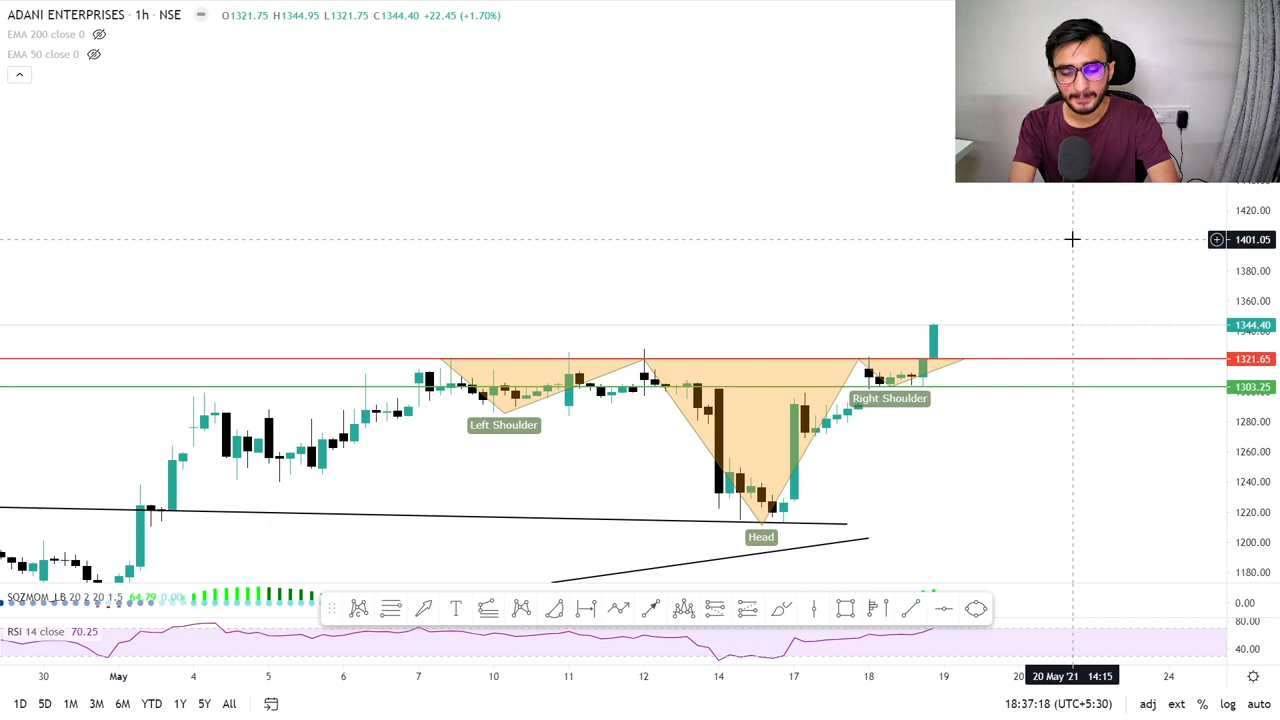 ADANI ENTERPRISES · 1h · NSE O1321.75 H1344.95 L1321.75 C1344.40 +22.45 (+1.70%)
EMA 200 close 0
EMA 50 close 0
1420.00
1401.05
1380.00
1360.00
1344.40
1321.65
1303.25
1280.00
1260.00
1240.00
1220.00
1200.00
1180.00
Left Shoulder
Right Shoulder
Head
SQZMOM_LB 20 2 20 1.5 64.79 0.00
0.00
RSI 14 close 70.25
80.00
40.00
30 May 4 5 6 7 10 11 12 14 17 18 19 20 20 May '21 14:15 24
1D 5D 1M 3M 6M YTD 1Y 5Y All 18:37:18 (UTC+5:30) adj ext % log auto